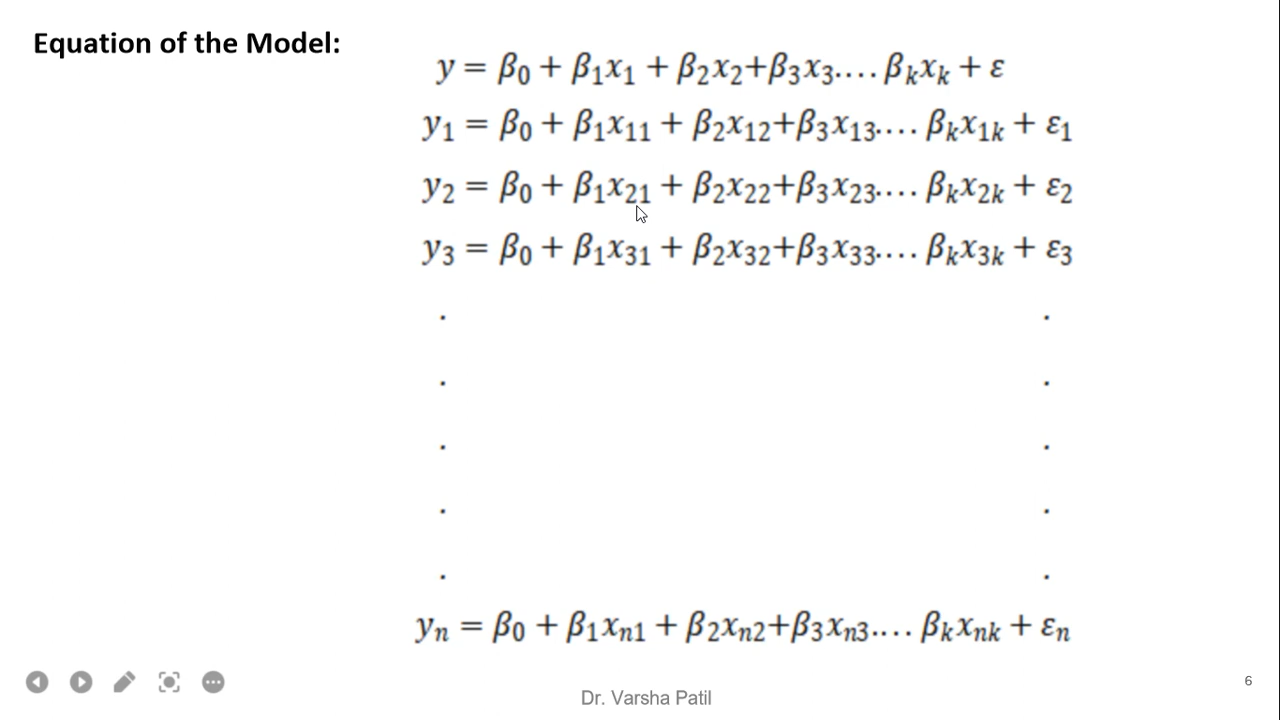 Equation of the Model:
y = β₀ + β₁x₁ + β₂x₂+β₃x₃.... βₖxₖ + ε
y₁ = β₀ + β₁x₁₁ + β₂x₁₂+β₃x₁₃.... βₖx₁ₖ + ε₁
y₂ = β₀ + β₁x₂₁ + β₂x₂₂+β₃x₂₃.... βₖx₂ₖ + ε₂
y₃ = β₀ + β₁x₃₁ + β₂x₃₂+β₃x₃₃.... βₖx₃ₖ + ε₃
. .
. .
. .
. .
. .
yₙ = β₀ + β₁xₙ₁ + β₂xₙ₂+β₃xₙ₃.... βₖxₙₖ + εₙ
6
Dr. Varsha Patil